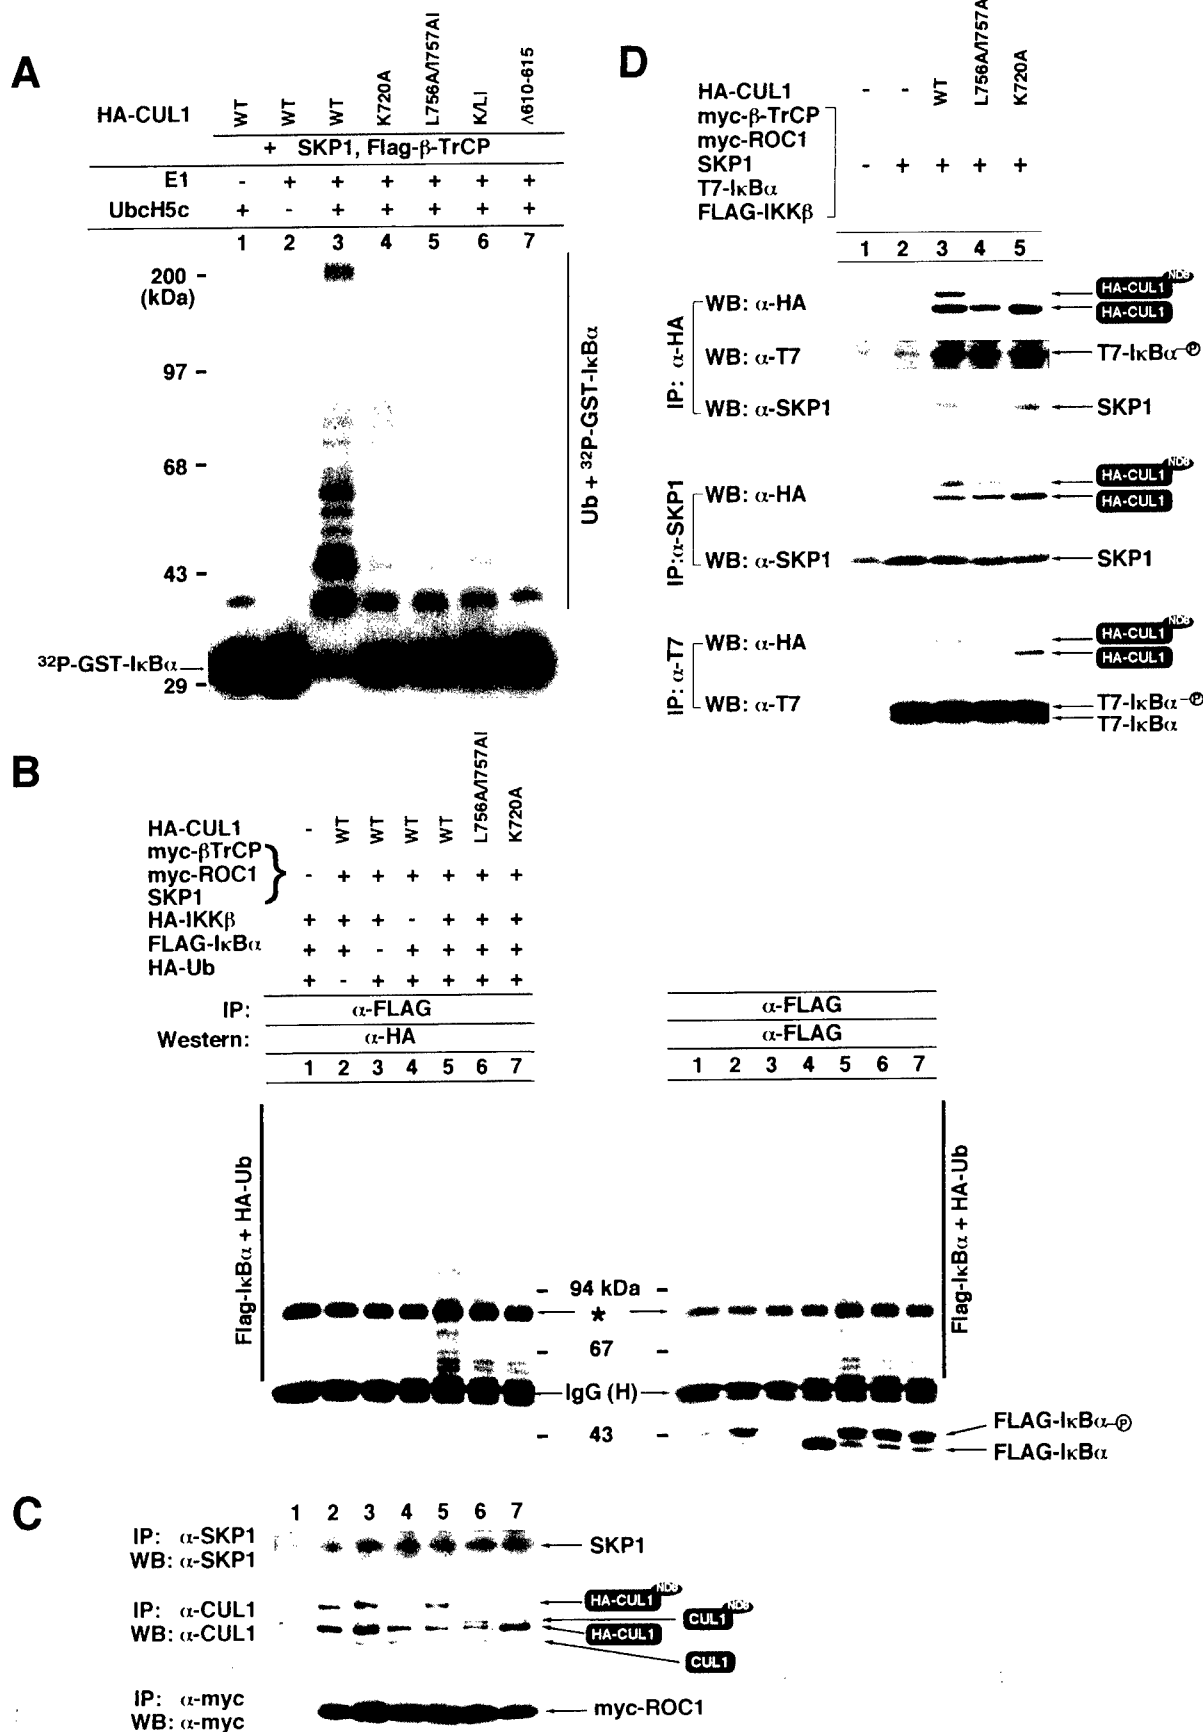 A
HA-CUL1 WT WT WT K720A L756A/I757AI K/LI Δ610-615
+ SKP1, Flag-β-TrCP
E1 - + + + + + +
UbcH5c + - + + + + +
1 2 3 4 5 6 7
200
(kDa)
97
68
43
32P-GST-IκBα
29
Ub + 32P-GST-IκBα
B
HA-CUL1 - WT WT WT WT L756A/I757AI K720A
myc-βTrCP
myc-ROC1 - + + + + + +
SKP1
HA-IKKβ + + + - + + +
FLAG-IκBα + + - + + + +
HA-Ub + - + + + + +
IP: α-FLAG α-FLAG
Western: α-HA α-FLAG
1 2 3 4 5 6 7 1 2 3 4 5 6 7
Flag-IκBα + HA-Ub
94 kDa
*
67
IgG (H)
43
Flag-IκBα + HA-Ub
FLAG-IκBα-P
FLAG-IκBα
C
1 2 3 4 5 6 7
IP: α-SKP1
WB: α-SKP1
SKP1
IP: α-CUL1
WB: α-CUL1
HA-CUL1 ND8
CUL1 ND8
HA-CUL1
CUL1
IP: α-myc
WB: α-myc
myc-ROC1
D
HA-CUL1 - - WT L756A/I757A K720A
myc-β-TrCP
myc-ROC1
SKP1 - + + + +
T7-IκBα
FLAG-IKKβ
1 2 3 4 5
IP: α-HA
WB: α-HA
HA-CUL1 ND8
HA-CUL1
WB: α-T7
T7-IκBα-P
WB: α-SKP1
SKP1
IP:α-SKP1
WB: α-HA
HA-CUL1 ND8
HA-CUL1
WB: α-SKP1
SKP1
IP: α-T7
WB: α-HA
HA-CUL1 ND8
HA-CUL1
WB: α-T7
T7-IκBα-P
T7-IκBα